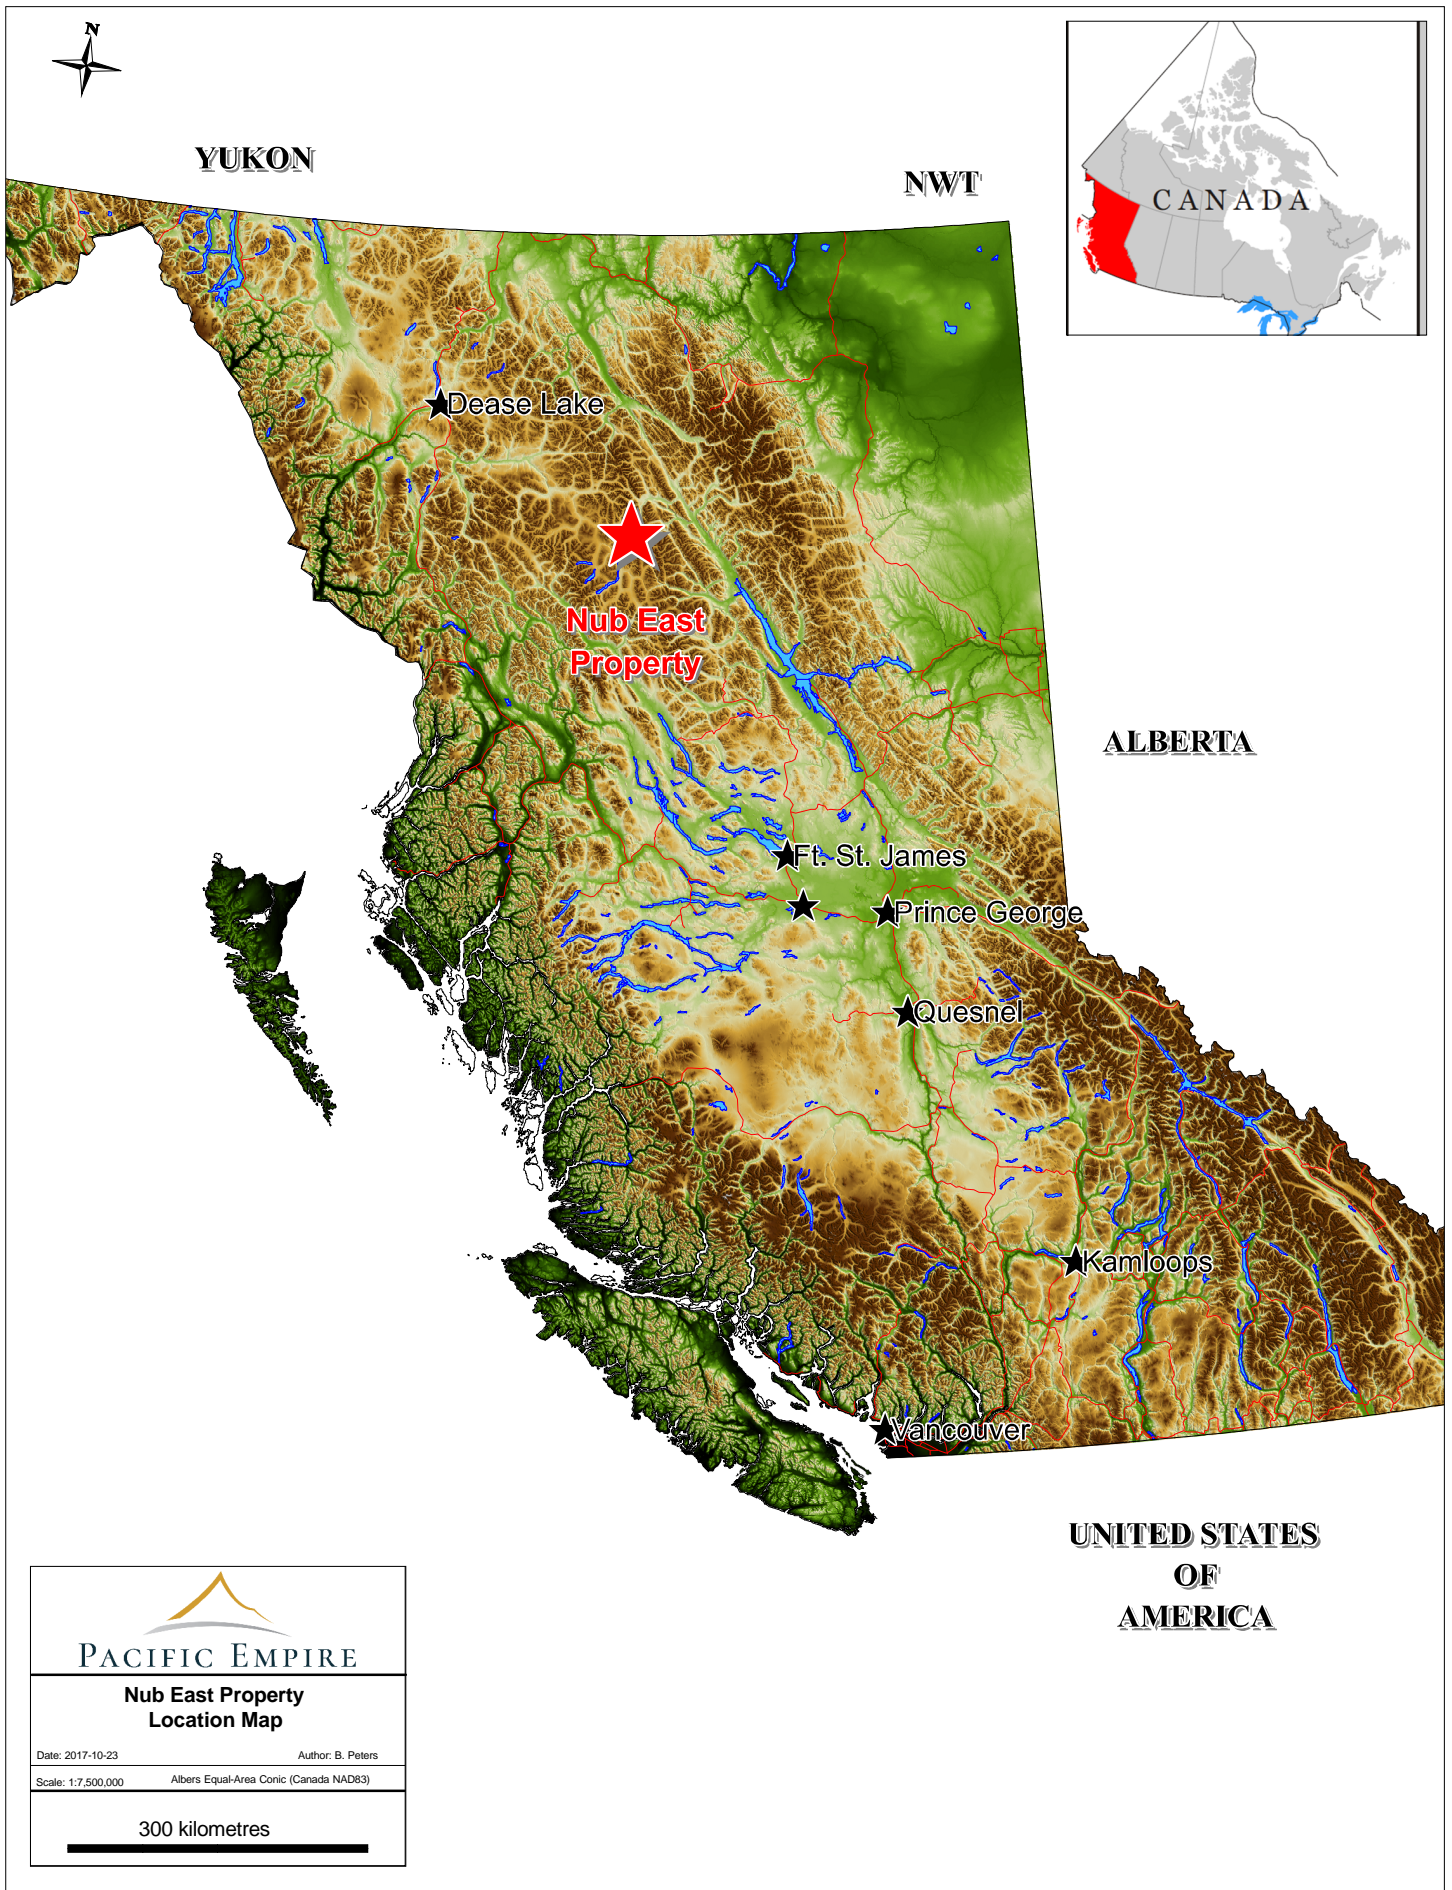 N
YUKON
NWT
CANADA
Dease Lake
Nub East
Property
ALBERTA
Ft. St. James
Prince George
Quesnel
Kamloops
Vancouver
UNITED STATES
OF
AMERICA
PACIFIC EMPIRE
Nub East Property
Location Map
Date: 2017-10-23 Author: B. Peters
Scale: 1:7,500,000 Albers Equal-Area Conic (Canada NAD83)
300 kilometres